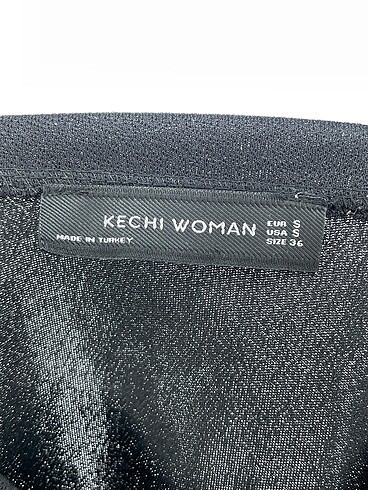 KECHI WOMAN
MADE IN TURKEY
EUR S
USA S
SIZE 36